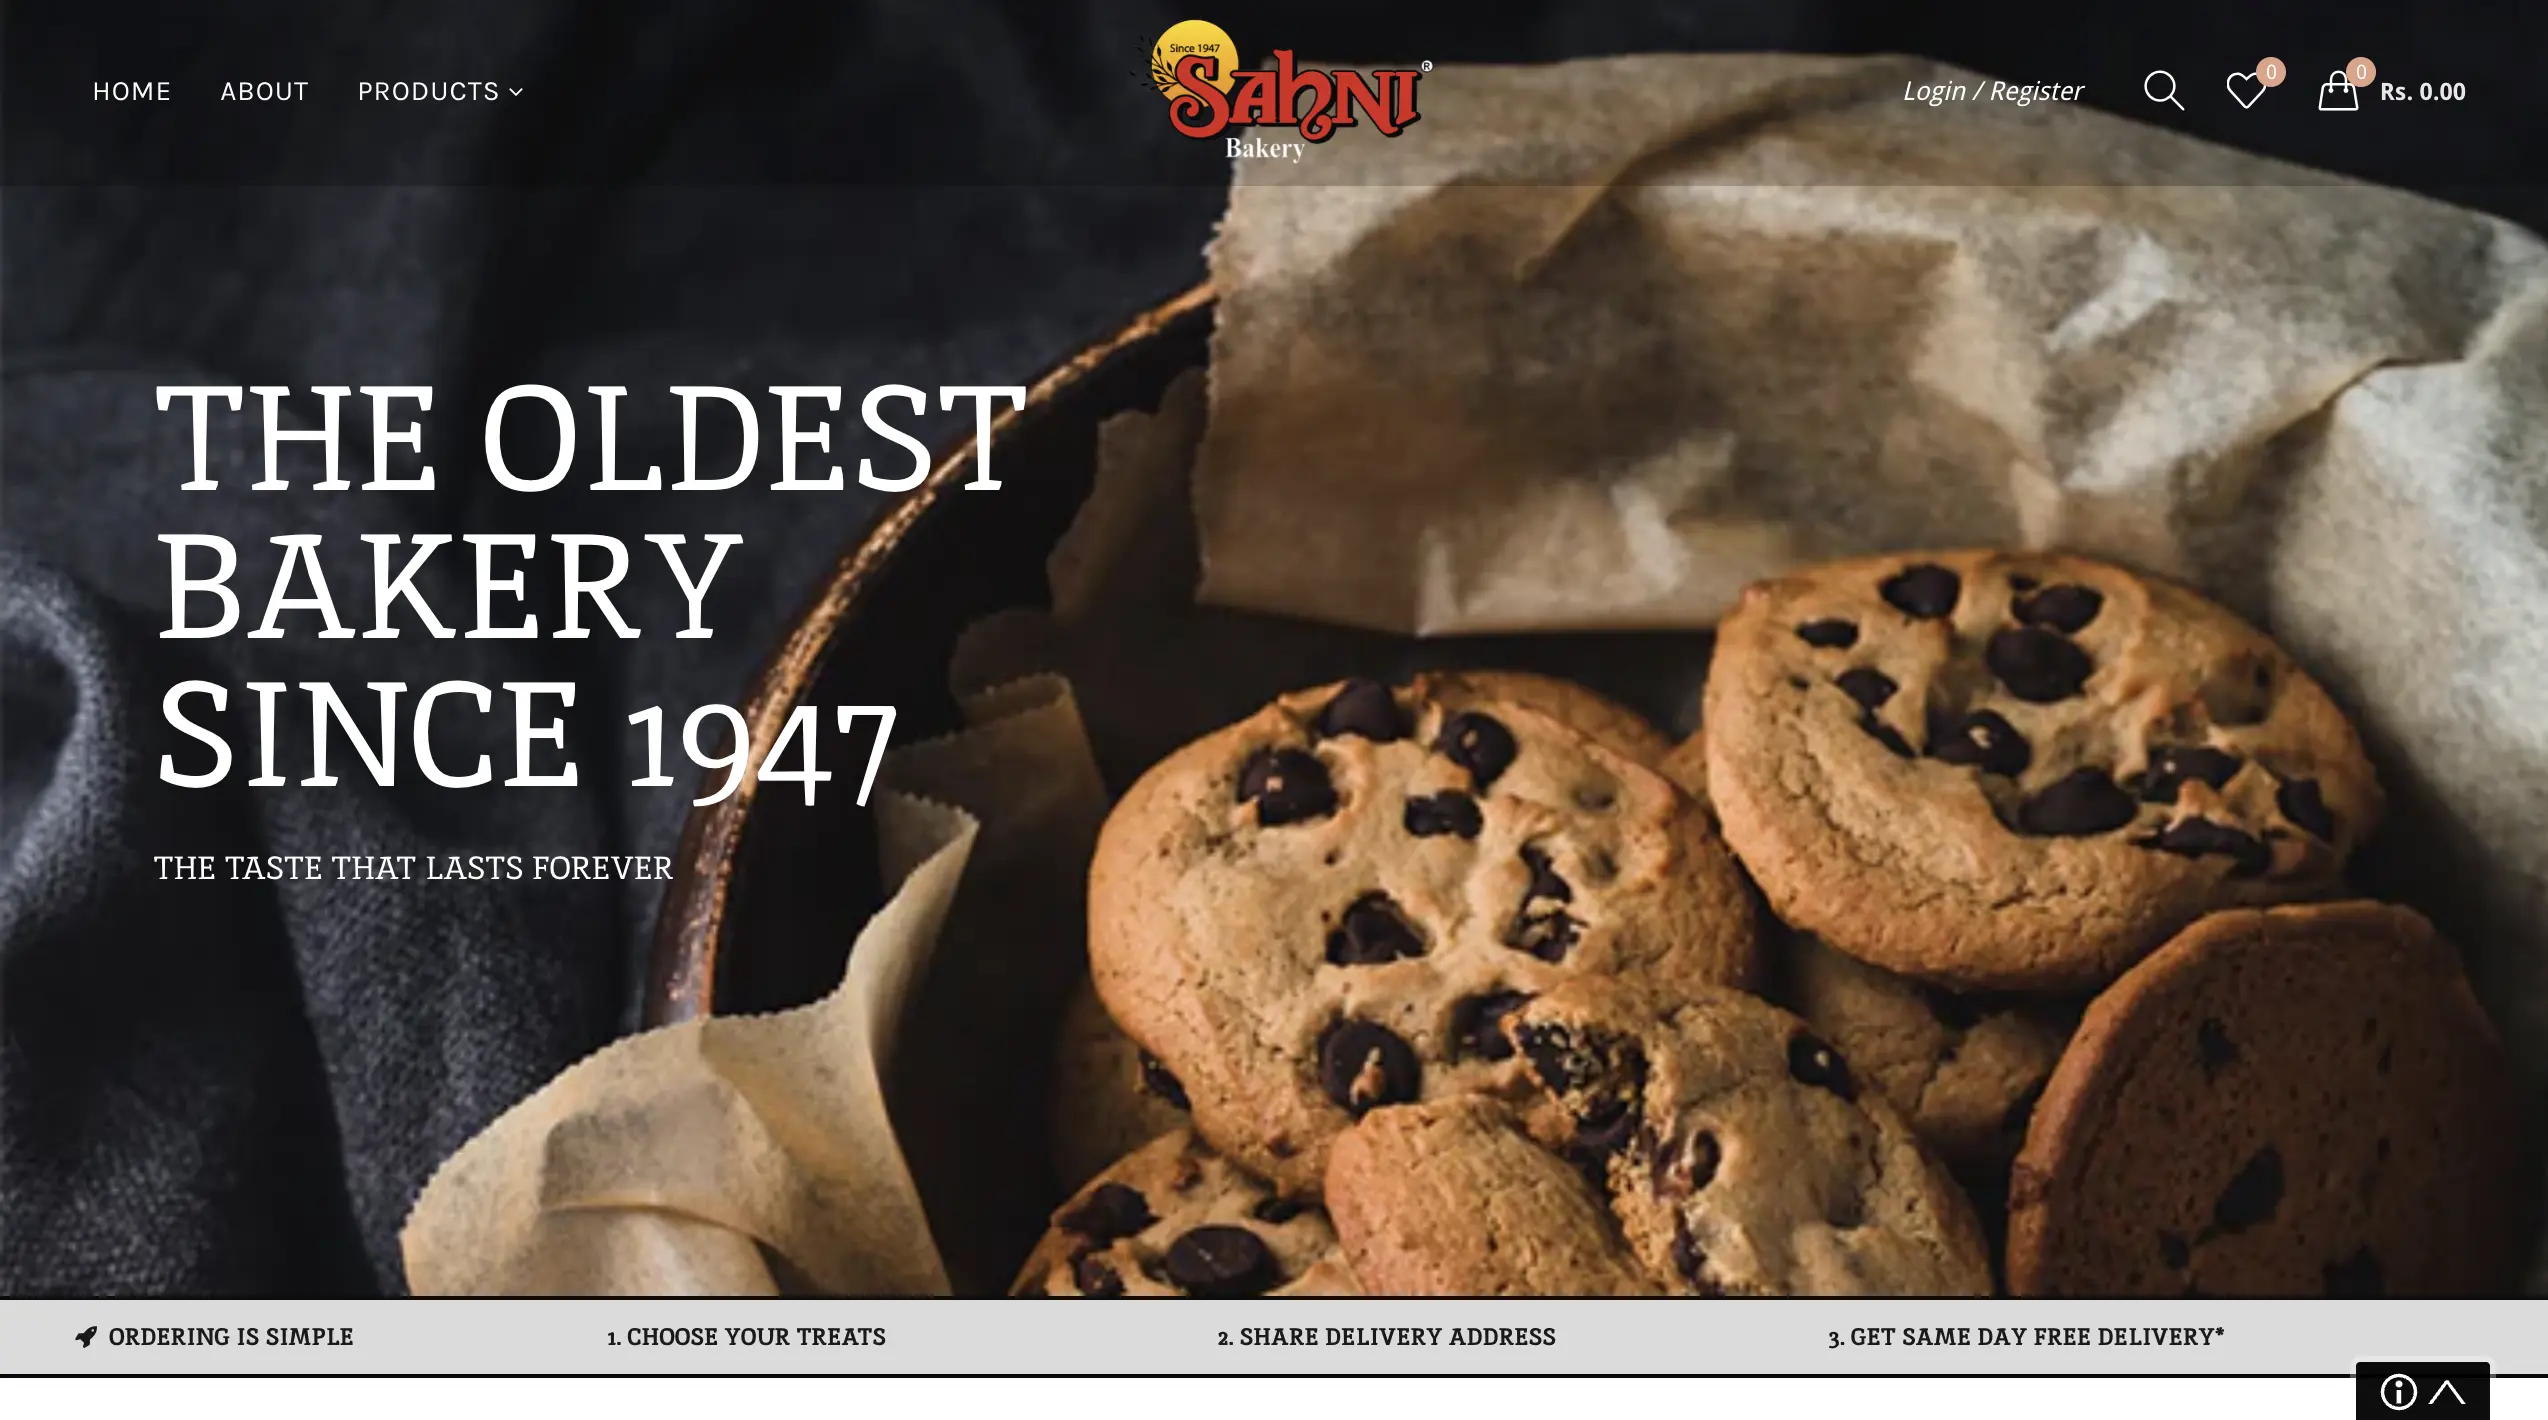 HOME
ABOUT
PRODUCTS
Since 1947
Sahni®
Bakery
Login / Register
0
0
Rs. 0.00
THE OLDEST
BAKERY
SINCE 1947
THE TASTE THAT LASTS FOREVER
ORDERING IS SIMPLE
1. CHOOSE YOUR TREATS
2. SHARE DELIVERY ADDRESS
3. GET SAME DAY FREE DELIVERY*